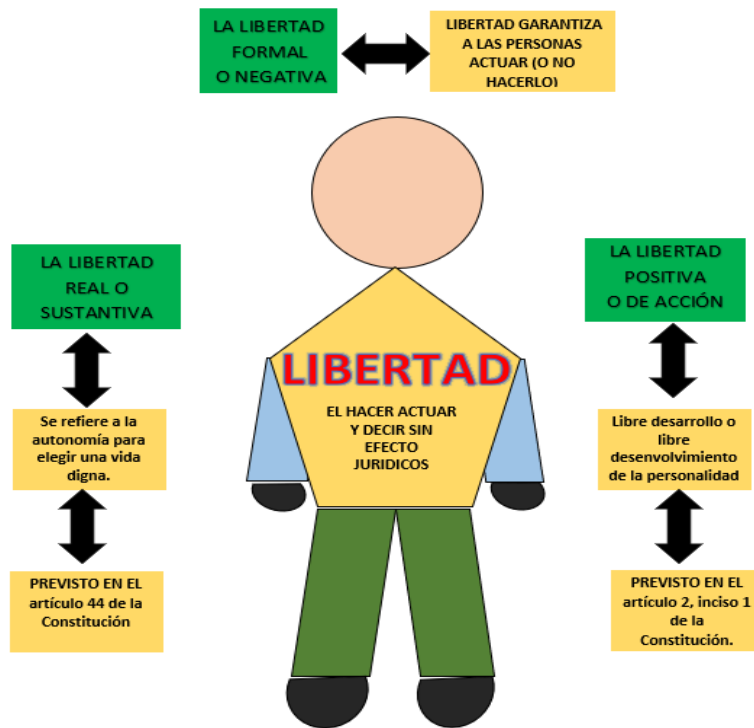 LA LIBERTAD
FORMAL
O NEGATIVA
LIBERTAD GARANTIZA
A LAS PERSONAS
ACTUAR (O NO
HACERLO)
LA LIBERTAD
REAL O
SUSTANTIVA
Se refiere a la
autonomía para
elegir una vida
digna.
PREVISTO EN EL
artículo 44 de la
Constitución
LIBERTAD
EL HACER ACTUAR
Y DECIR SIN
EFECTO
JURIDICOS
LA LIBERTAD
POSITIVA
O DE ACCIÓN
Libre desarrollo o
libre
desenvolvimiento
de la personalidad
PREVISTO EN EL
artículo 2, inciso 1
de la
Constitución.